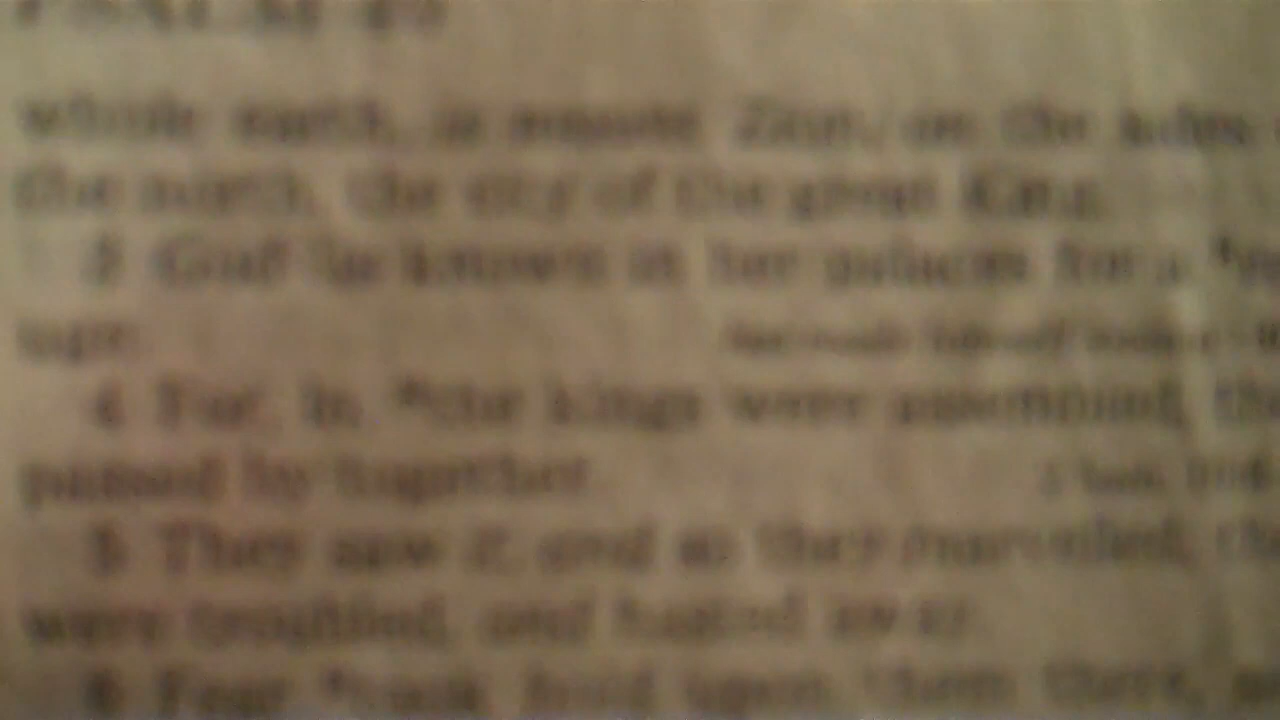 whole earth, is mount Zion, on the sides
the north, the city of the great King.
3 God is known in her palaces for a
uge.
4 For, lo, the kings were assembled, the
passed by together.
5 They saw it, and so they marvelled; the
were troubled, and hasted away.
6 Fear took hold upon them there,